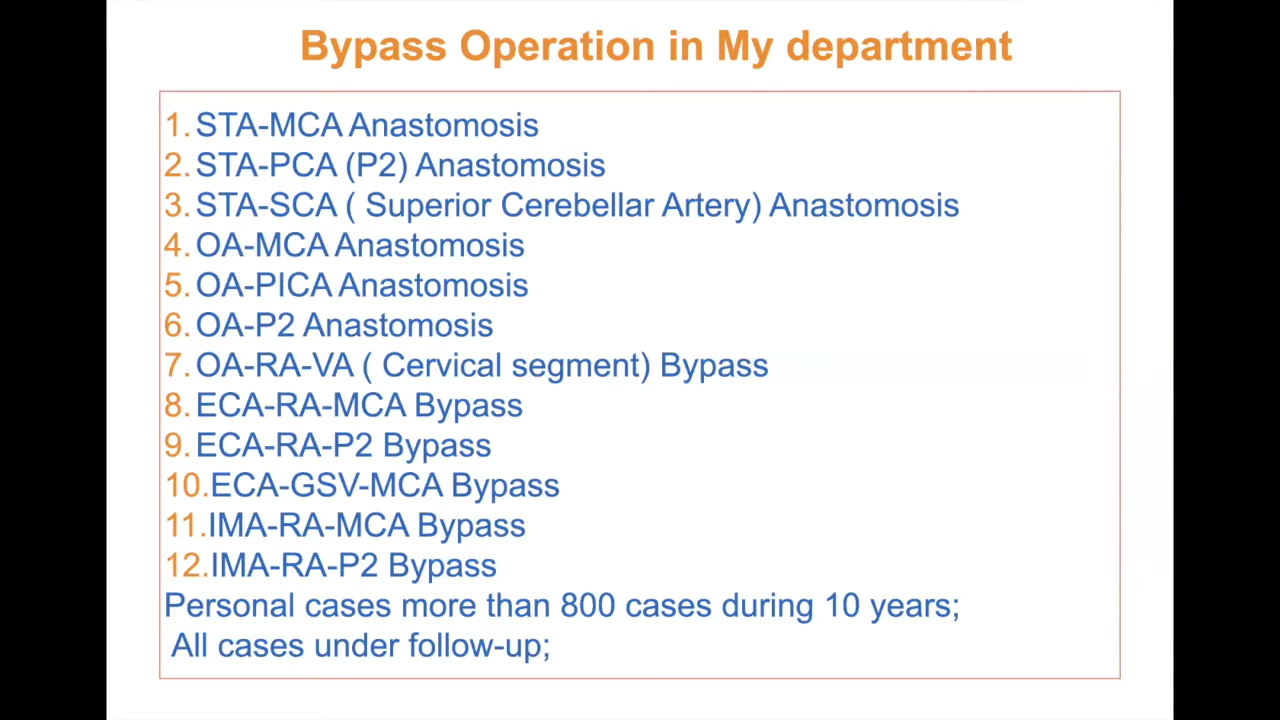 Bypass Operation in My department
1. STA-MCA Anastomosis
2. STA-PCA (P2) Anastomosis
3. STA-SCA ( Superior Cerebellar Artery) Anastomosis
4. OA-MCA Anastomosis
5. OA-PICA Anastomosis
6. OA-P2 Anastomosis
7. OA-RA-VA ( Cervical segment) Bypass
8. ECA-RA-MCA Bypass
9. ECA-RA-P2 Bypass
10.ECA-GSV-MCA Bypass
11.IMA-RA-MCA Bypass
12.IMA-RA-P2 Bypass
Personal cases more than 800 cases during 10 years;
All cases under follow-up;